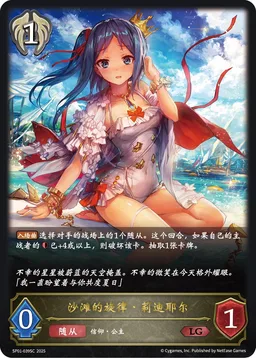 1
入场曲 选择对手的战场上的1个随从。这个回合，如果自己的主
战者的 已+4或以上，则破坏该卡。抽取1张卡牌。
不幸的星星被蔚蓝的天空掩盖。不幸的微笑在今天格外耀眼。
「我一直盼望着与你共度夏日」
沙滩的旋律·莉迪耶尔
0
随从
信仰·公主
LG
1
SP01-039SC 2025
© Cygames, Inc. Published by NetEase Games